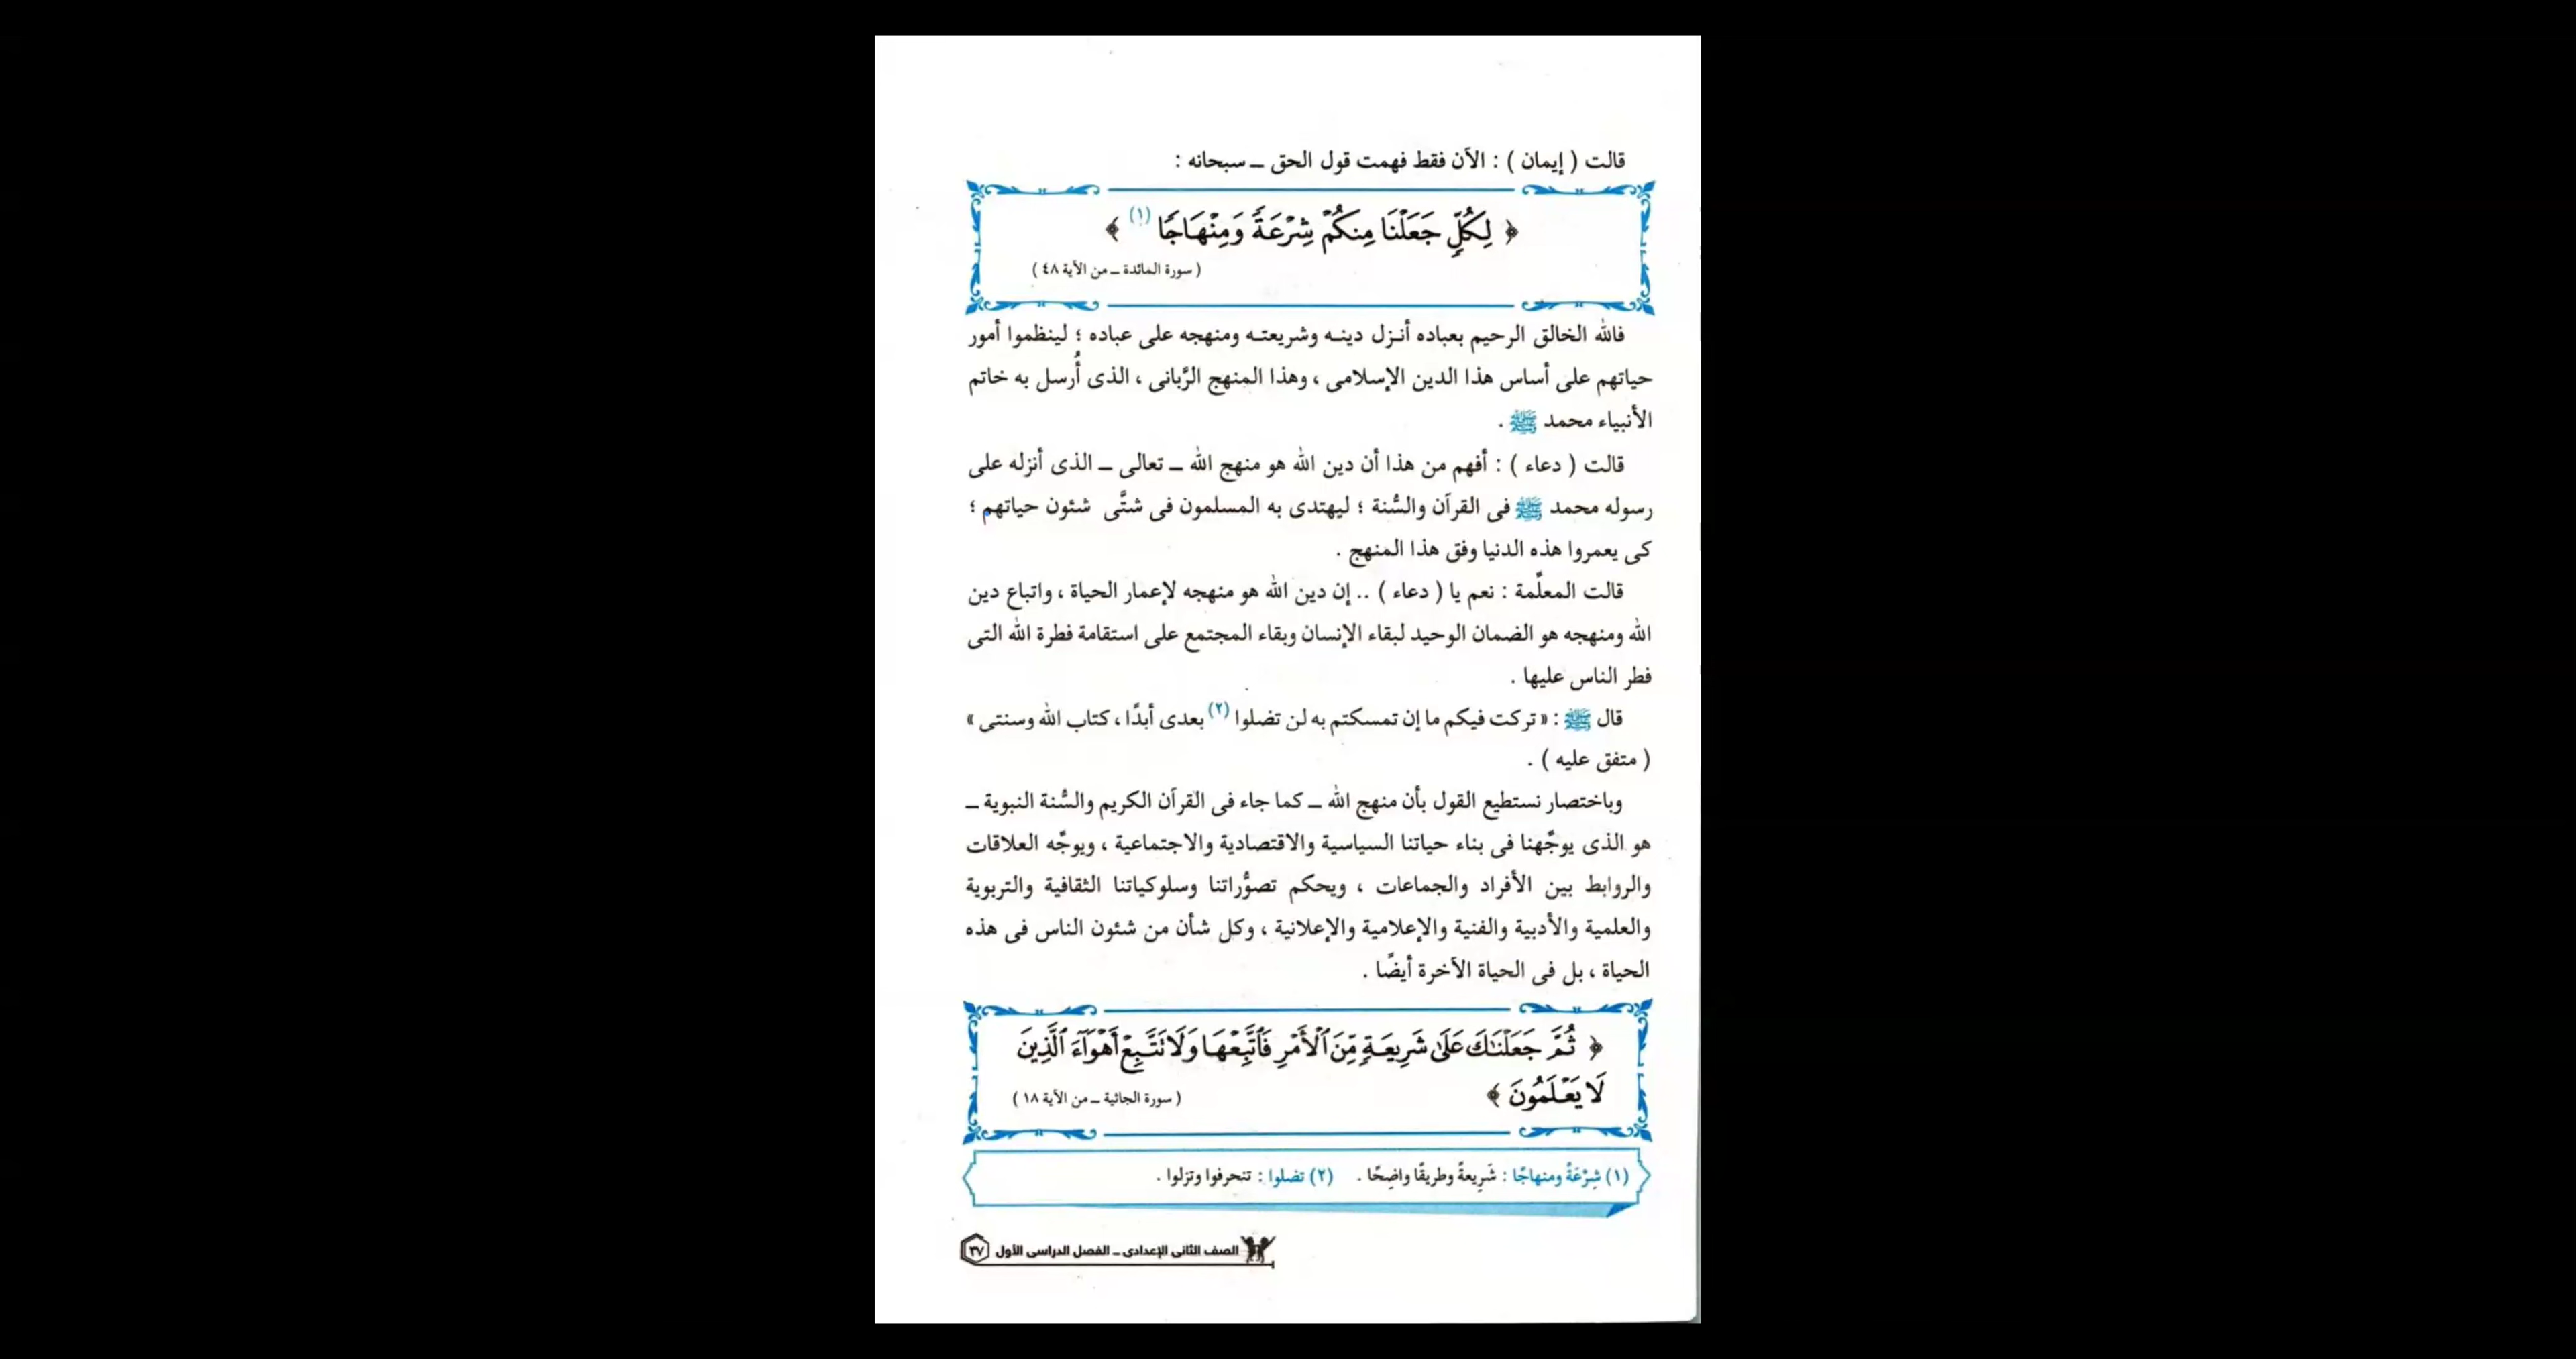 قالت ( إيمان ) : الآن فقط فهمت قول الحق ــ سبحانه :
﴿ لِكُلٍّ جَعَلْنَا مِنكُمْ شِرْعَةً وَمِنْهَاجًا (١) ﴾
( سورة المائدة ــ من الآية ٤٨ )
فالله الخالق الرحيم بعباده أنـزل دينـه وشريعتـه ومنهجه على عباده ؛ لينظموا أمور
حياتهم على أساس هذا الدين الإسلامى ، وهذا المنهج الرَّبانى ، الذى أُرسل به خاتم
الأنبياء محمد ﷺ .
قالت ( دعاء ) : أفهم من هذا أن دين الله هو منهج الله ــ تعالى ــ الذى أنزله على
رسوله محمد ﷺ فى القرآن والسُّنة ؛ ليهتدى به المسلمون فى شتَّى شئون حياتهم ؛
كى يعمروا هذه الدنيا وفق هذا المنهج .
قالت المعلِّمة : نعم يا ( دعاء ) .. إن دين الله هو منهجه لإعمار الحياة ، واتباع دين
الله ومنهجه هو الضمان الوحيد لبقاء الإنسان وبقاء المجتمع على استقامة فطرة الله التى
فطر الناس عليها .
قال ﷺ : « تركت فيكم ما إن تمسكتم به لن تضلوا (٢) بعدى أبدًا ، كتاب الله وسنتى »
( متفق عليه ) .
وباختصار نستطيع القول بأن منهج الله ــ كما جاء فى القرآن الكريم والسُّنة النبوية ــ
هو الذى يوجِّهنا فى بناء حياتنا السياسية والاقتصادية والاجتماعية ، ويوجِّه العلاقات
والروابط بين الأفراد والجماعات ، ويحكم تصوُّراتنا وسلوكياتنا الثقافية والتربوية
والعلمية والأدبية والفنية والإعلامية والإعلانية ، وكل شأن من شئون الناس فى هذه
الحياة ، بل فى الحياة الآخرة أيضًا .
﴿ ثُمَّ جَعَلْنَٰكَ عَلَىٰ شَرِيعَةٍ مِّنَ ٱلْأَمْرِ فَٱتَّبِعْهَا وَلَا تَتَّبِعْ أَهْوَآءَ ٱلَّذِينَ
لَا يَعْلَمُونَ ﴾
( سورة الجاثية ــ من الآية ١٨ )
(١) شِرْعَةً ومنهاجًا : شَرِيعةً وطريقًا واضِحًا . (٢) تضلوا : تنحرفوا وتزلوا .
الصف الثانى الإعدادى ــ الفصل الدراسى الأول ٣٧